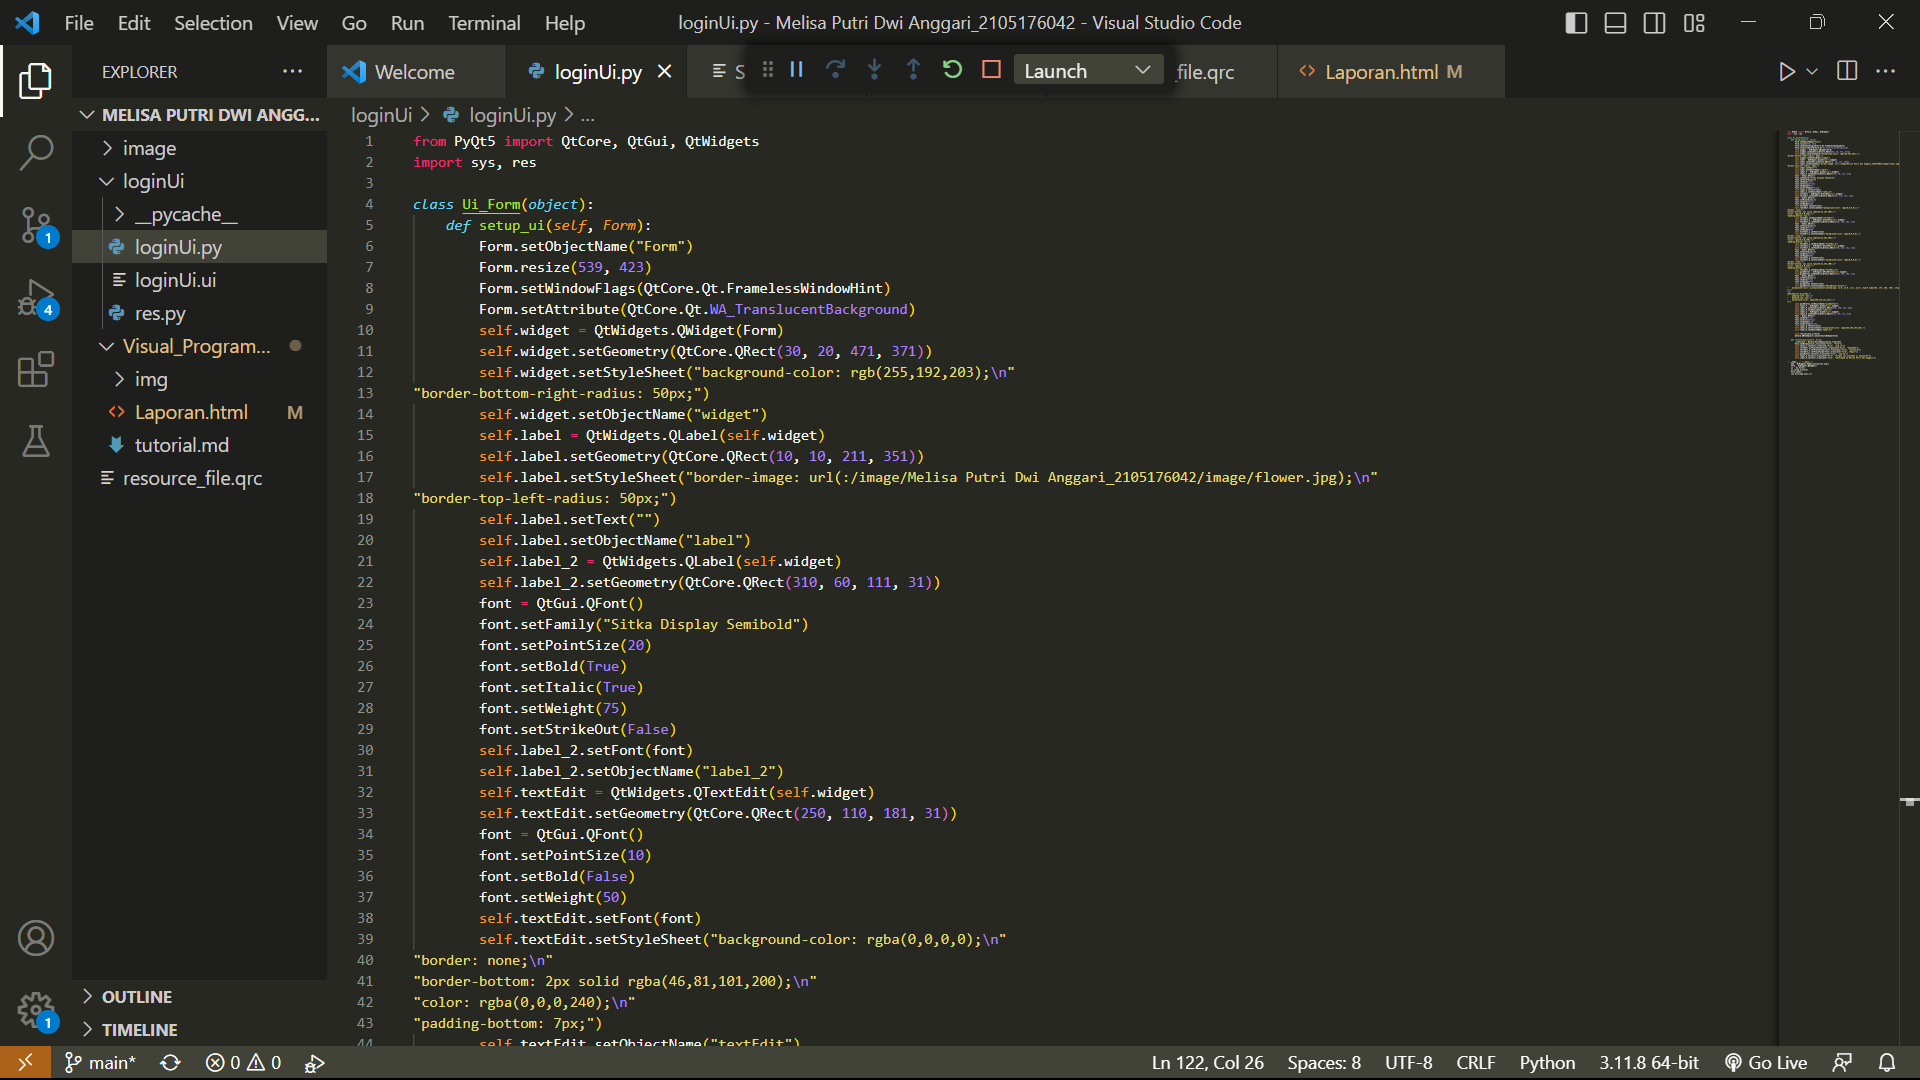 File Edit Selection View Go Run Terminal Help
loginUi.py - Melisa Putri Dwi Anggari_2105176042 - Visual Studio Code
EXPLORER
MELISA PUTRI DWI ANGG...
image
loginUi
__pycache__
loginUi.py
loginUi.ui
res.py
Visual_Program...
img
Laporan.html M
tutorial.md
resource_file.qrc
OUTLINE
TIMELINE
1
4
1
Welcome
loginUi.py
S
Launch
file.qrc
Laporan.html M
loginUi > loginUi.py > ...
1 from PyQt5 import QtCore, QtGui, QtWidgets
2 import sys, res
3
4 class Ui_Form(object):
5 def setup_ui(self, Form):
6 Form.setObjectName("Form")
7 Form.resize(539, 423)
8 Form.setWindowFlags(QtCore.Qt.FramelessWindowHint)
9 Form.setAttribute(QtCore.Qt.WA_TranslucentBackground)
10 self.widget = QtWidgets.QWidget(Form)
11 self.widget.setGeometry(QtCore.QRect(30, 20, 471, 371))
12 self.widget.setStyleSheet("background-color: rgb(255,192,203);\n"
13 "border-bottom-right-radius: 50px;")
14 self.widget.setObjectName("widget")
15 self.label = QtWidgets.QLabel(self.widget)
16 self.label.setGeometry(QtCore.QRect(10, 10, 211, 351))
17 self.label.setStyleSheet("border-image: url(:/image/Melisa Putri Dwi Anggari_2105176042/image/flower.jpg);\n"
18 "border-top-left-radius: 50px;")
19 self.label.setText("")
20 self.label.setObjectName("label")
21 self.label_2 = QtWidgets.QLabel(self.widget)
22 self.label_2.setGeometry(QtCore.QRect(310, 60, 111, 31))
23 font = QtGui.QFont()
24 font.setFamily("Sitka Display Semibold")
25 font.setPointSize(20)
26 font.setBold(True)
27 font.setItalic(True)
28 font.setWeight(75)
29 font.setStrikeOut(False)
30 self.label_2.setFont(font)
31 self.label_2.setObjectName("label_2")
32 self.textEdit = QtWidgets.QTextEdit(self.widget)
33 self.textEdit.setGeometry(QtCore.QRect(250, 110, 181, 31))
34 font = QtGui.QFont()
35 font.setPointSize(10)
36 font.setBold(False)
37 font.setWeight(50)
38 self.textEdit.setFont(font)
39 self.textEdit.setStyleSheet("background-color: rgba(0,0,0,0);\n"
40 "border: none;\n"
41 "border-bottom: 2px solid rgba(46,81,101,200);\n"
42 "color: rgba(0,0,0,240);\n"
43 "padding-bottom: 7px;")
44 self.textEdit.setObjectName("textEdit")
main* 0 0 Ln 122, Col 26 Spaces: 8 UTF-8 CRLF Python 3.11.8 64-bit Go Live